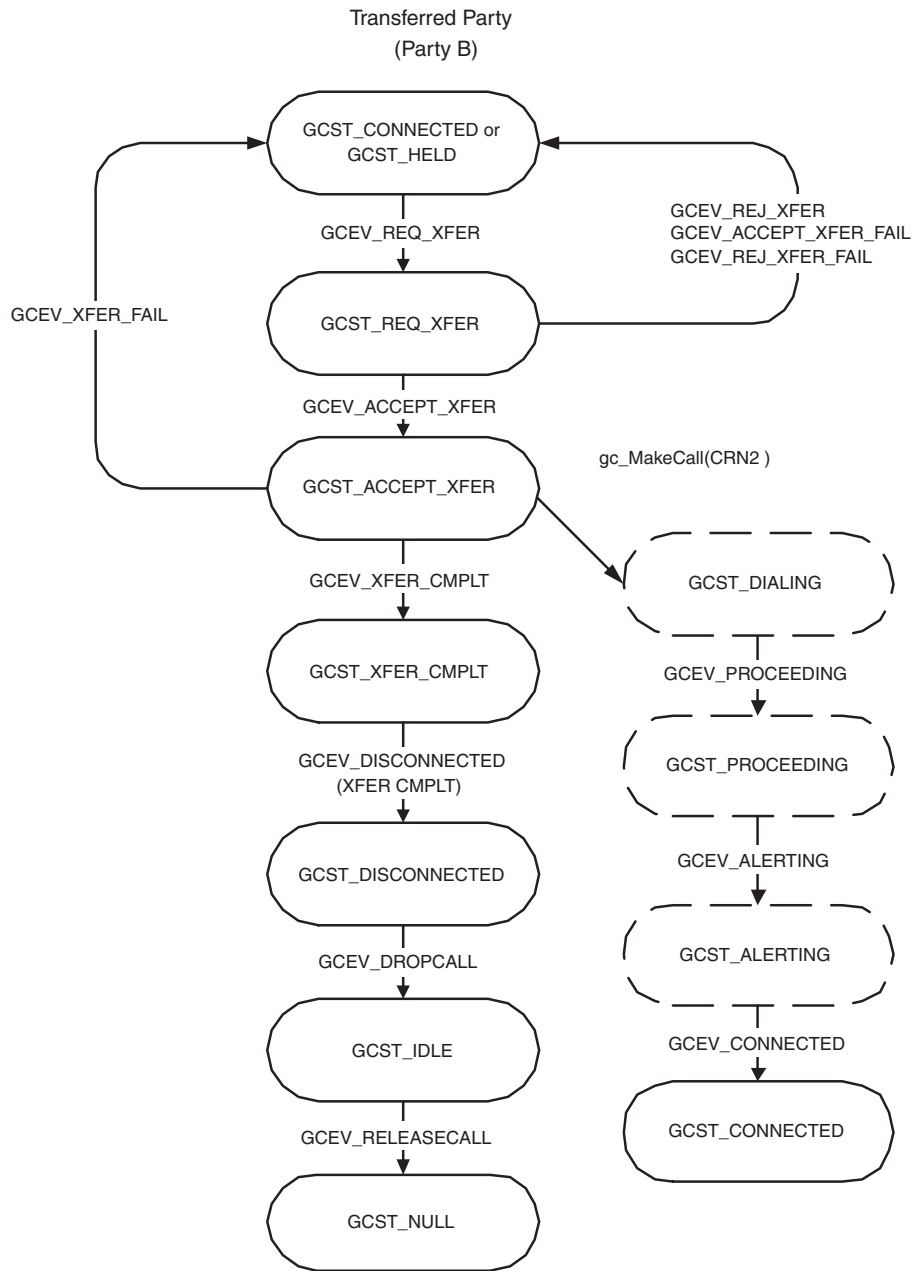 Transferred Party
(Party B)
GCST_CONNECTED or
GCST_HELD
GCEV_REQ_XFER
GCEV_REJ_XFER
GCEV_ACCEPT_XFER_FAIL
GCEV_REJ_XFER_FAIL
GCEV_XFER_FAIL
GCST_REQ_XFER
GCEV_ACCEPT_XFER
gc_MakeCall(CRN2 )
GCST_ACCEPT_XFER
GCEV_XFER_CMPLT
GCST_DIALING
GCST_XFER_CMPLT
GCEV_PROCEEDING
GCEV_DISCONNECTED
(XFER CMPLT)
GCST_PROCEEDING
GCST_DISCONNECTED
GCEV_ALERTING
GCEV_DROPCALL
GCST_ALERTING
GCST_IDLE
GCEV_CONNECTED
GCEV_RELEASECALL
GCST_CONNECTED
GCST_NULL